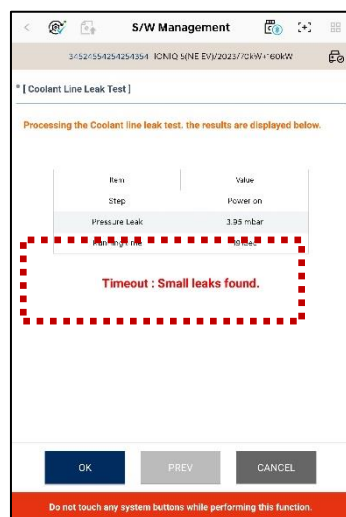 S/W Management
34524554254254354 IONIQ 5(NE EV)/2023/70kW+160kW
* [ Coolant Line Leak Test ]
Processing the Coolant line leak test. the results are displayed below.
Item Value
Step Power on
Pressure Leak 3.95 mbar
Timeout : Small leaks found.
OK PREV CANCEL
Do not touch any system buttons while performing this function.